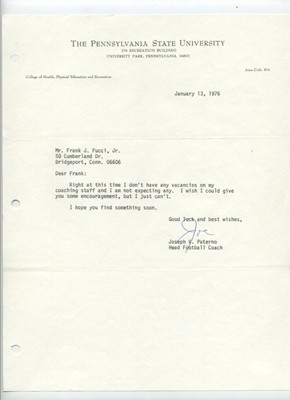 THE PENNSYLVANIA STATE UNIVERSITY
UNIVERSITY PARK, PENNSYLVANIA
College of Health, Physical Education and Recreation
January 13, 1976
Mr. Frank J. Fucci, Jr.
50 Cumberland Dr.
Bridgeport, Conn. 06606
Dear Frank:
Right at this time I don't have any vacancies on my
coaching staff and I am not expecting any. I wish I could give
you some encouragement, but I just can't.
I hope you find something soon.
Good luck and best wishes,
Joe
Joseph V. Paterno
Head Football Coach